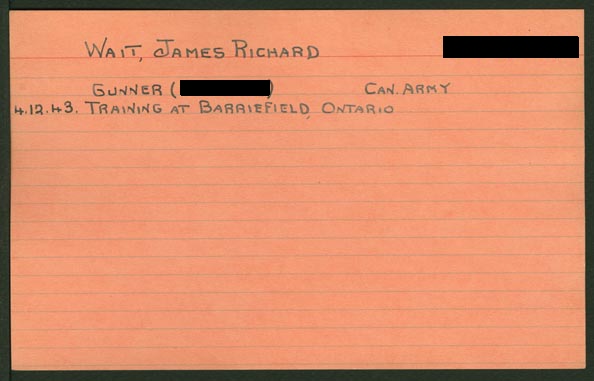 WAIT, JAMES RICHARD
GUNNER ( ) CAN. ARMY
4.12.43. TRAINING AT BARRIEFIELD, ONTARIO